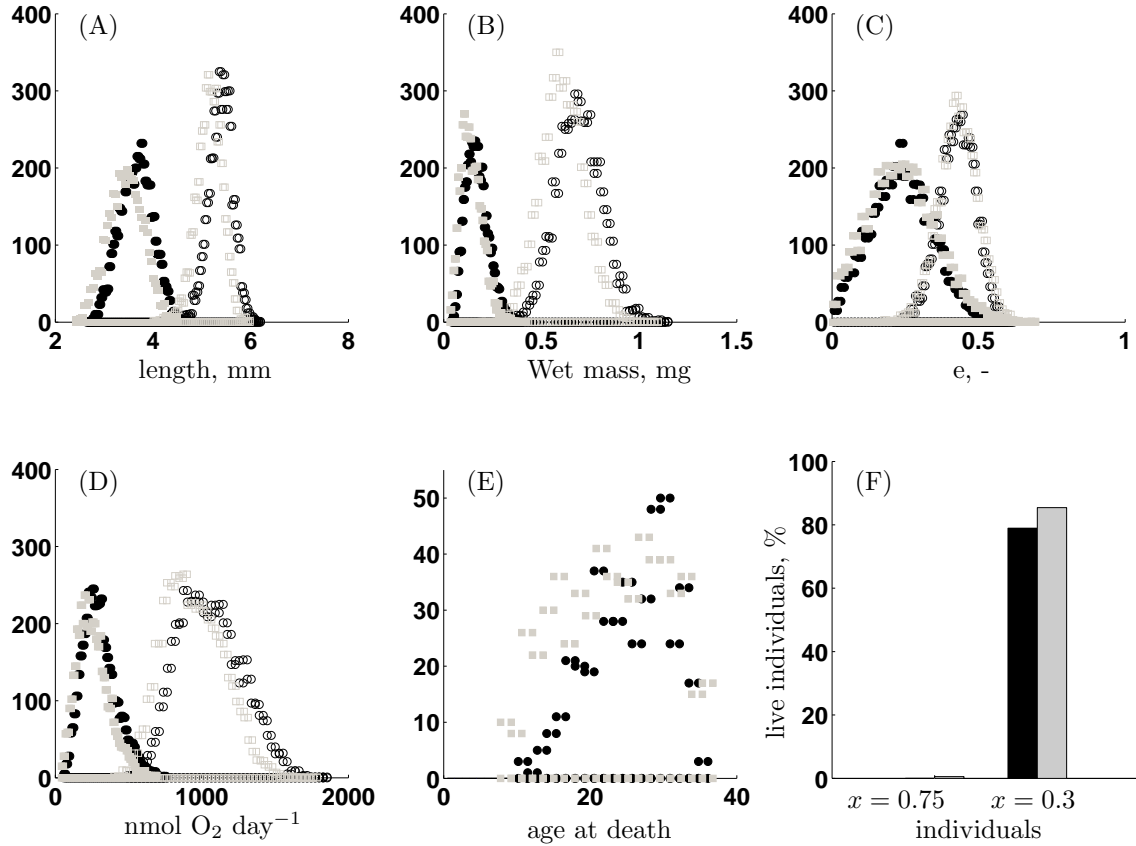 400 (A) 400 (B) 400 (C)
300 300 300
200 200 200
100 100 100
0 0 0
2 4 6 8 0 0.5 1 1.5 0 0.5 1
length, mm Wet mass, mg e, -
400 (D) (E) 100 (F)
50
300 80
40
60
200 30
40
20
100
10 20
0 0 0
live individuals, %
0 1000 2000 0 20 40 x = 0.75 x = 0.3
nmol O₂ day⁻¹ age at death individuals